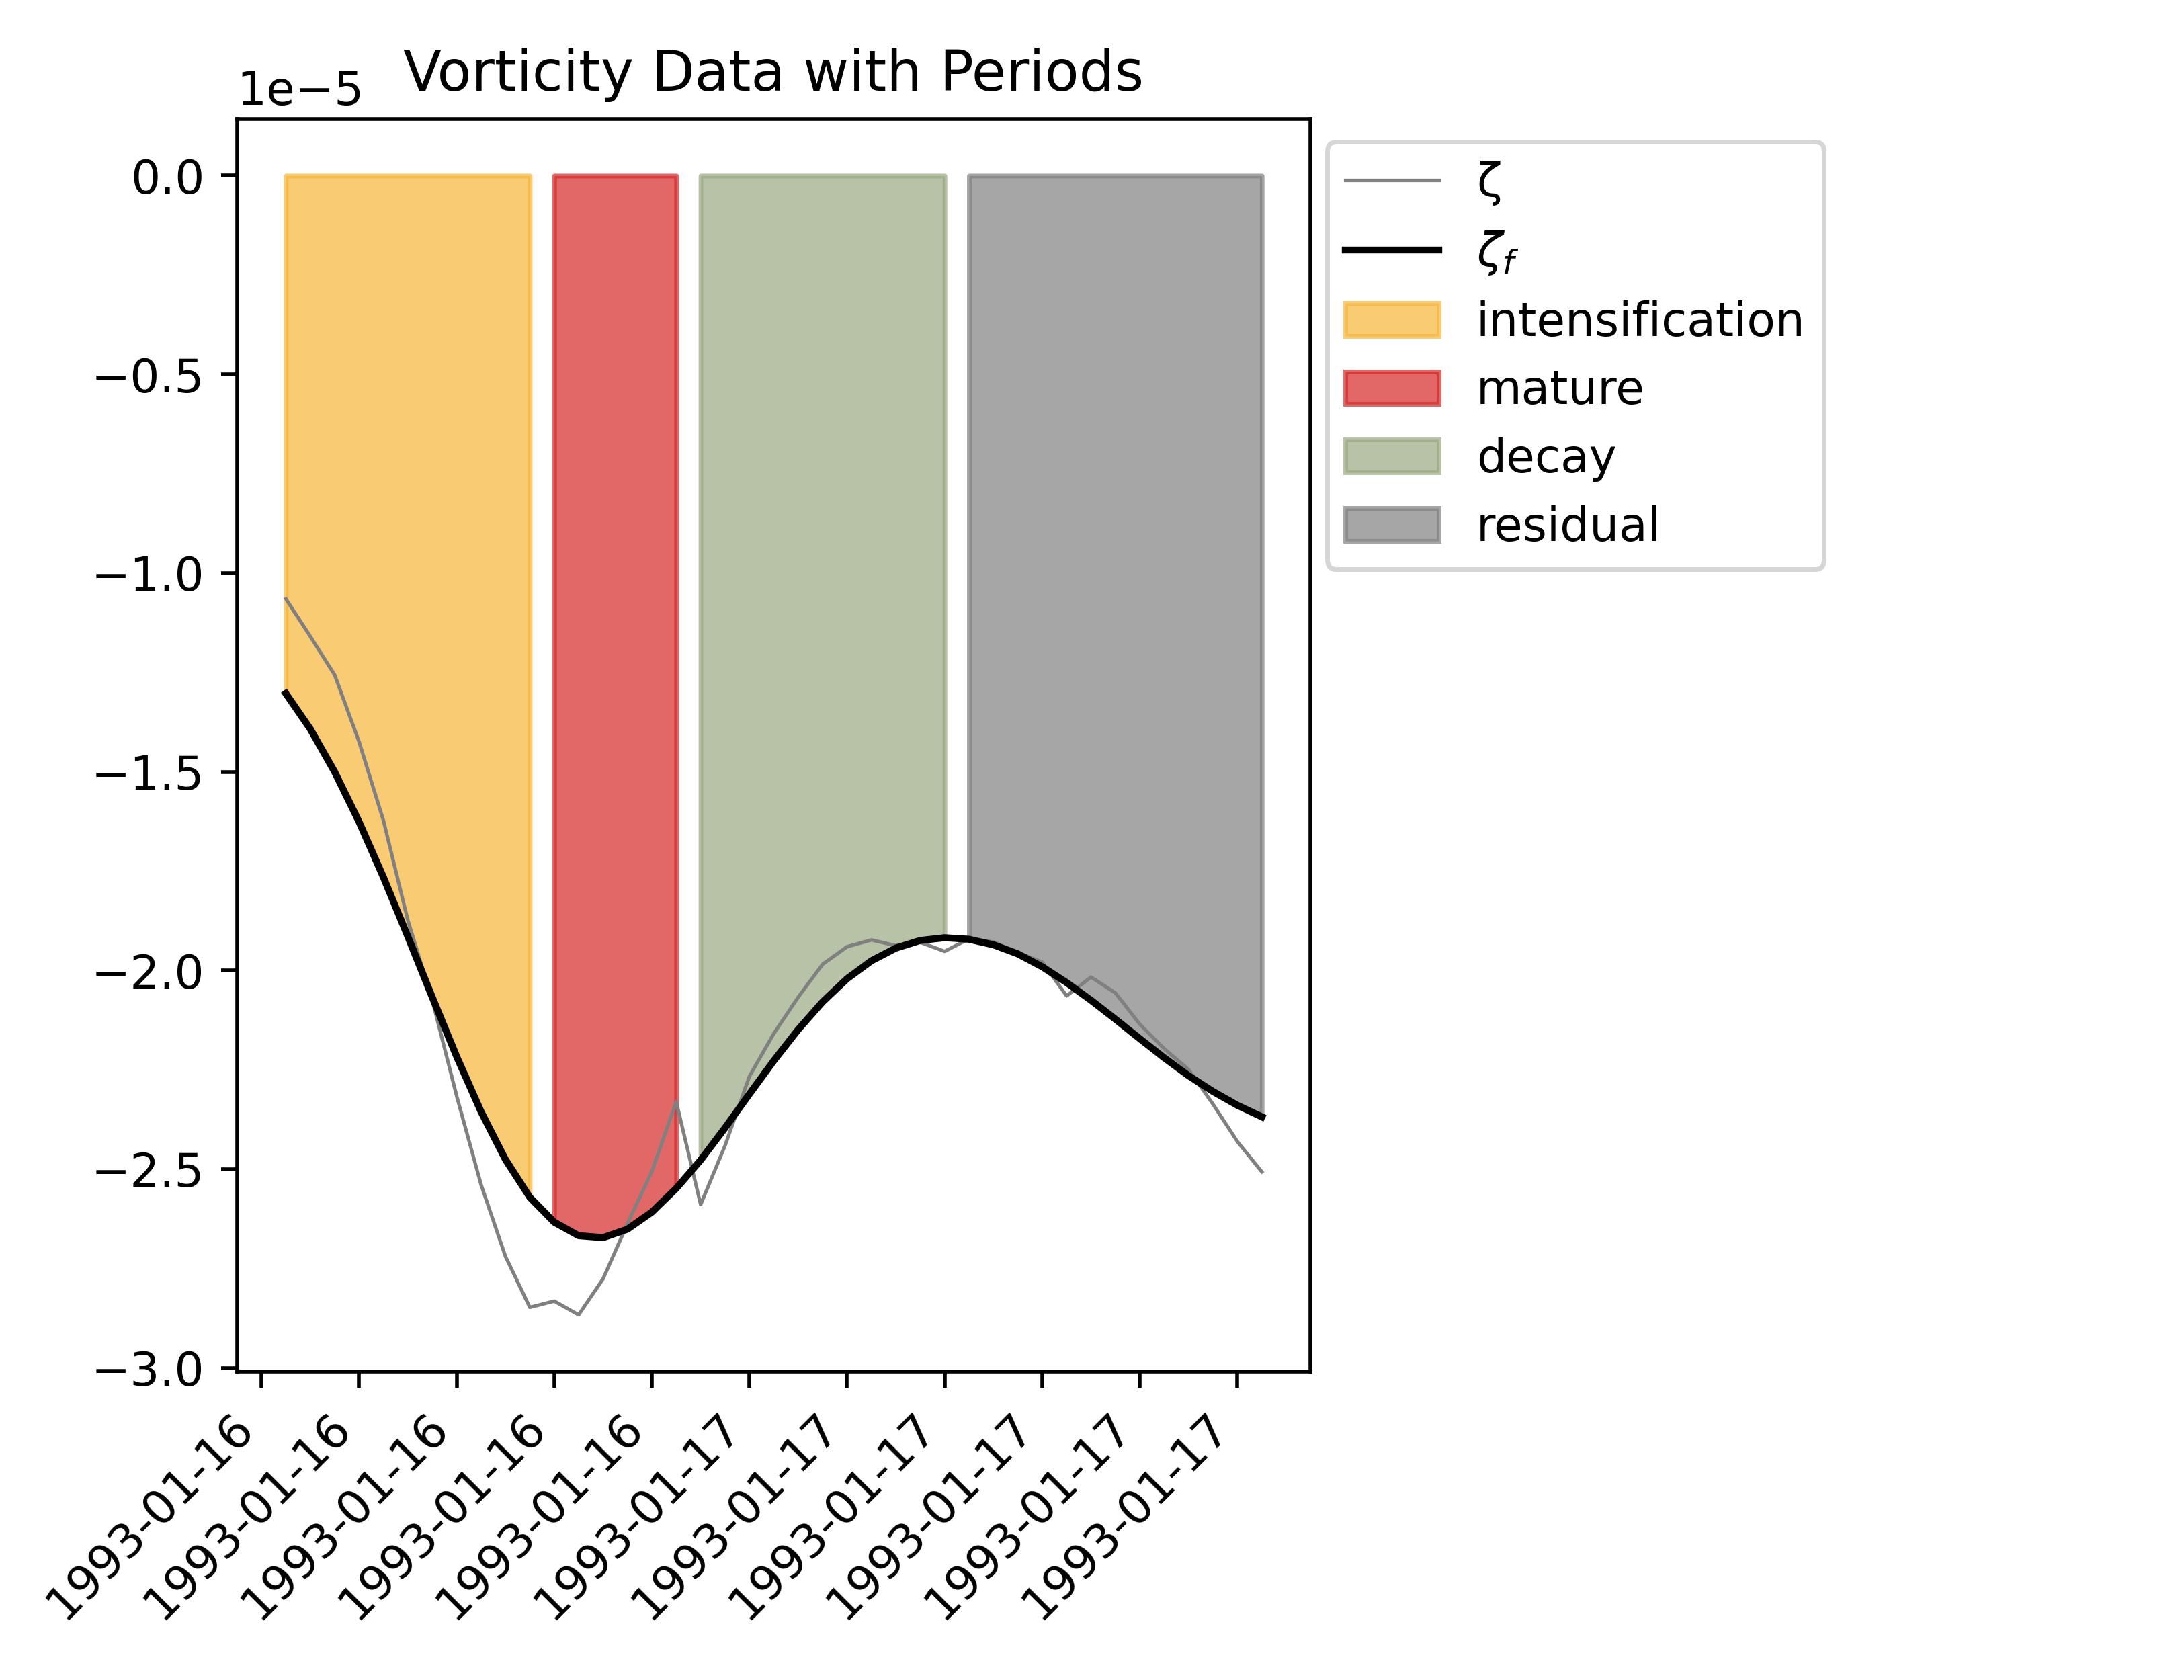 Vorticity Data with Periods
1e−5
0.0
−0.5
−1.0
−1.5
−2.0
−2.5
−3.0
1993-01-16
1993-01-16
1993-01-16
1993-01-16
1993-01-16
1993-01-17
1993-01-17
1993-01-17
1993-01-17
1993-01-17
1993-01-17
ζ
ζf
intensification
mature
decay
residual